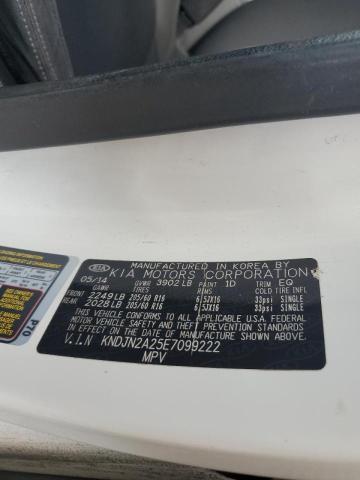 MANUFACTURED IN KOREA BY
KIA KIA MOTORS CORPORATION
05/14 GVWR 3902LB PAINT 1D TRIM EQ
GAWR TIRES RIMS COLD TIRE INFL
FRONT 2249LB 205/60 R16 6.5JX16 33psi SINGLE
REAR 2028LB 205/60 R16 6.5JX16 33psi SINGLE
THIS VEHICLE CONFORMS TO ALL APPLICABLE U.S.A. FEDERAL
MOTOR VEHICLE SAFETY AND THEFT PREVENTION STANDARDS
IN EFFECT ON THE DATE OF MANUFACTURE SHOWN ABOVE.
V.I.N KNDJN2A25E7099222
MPV